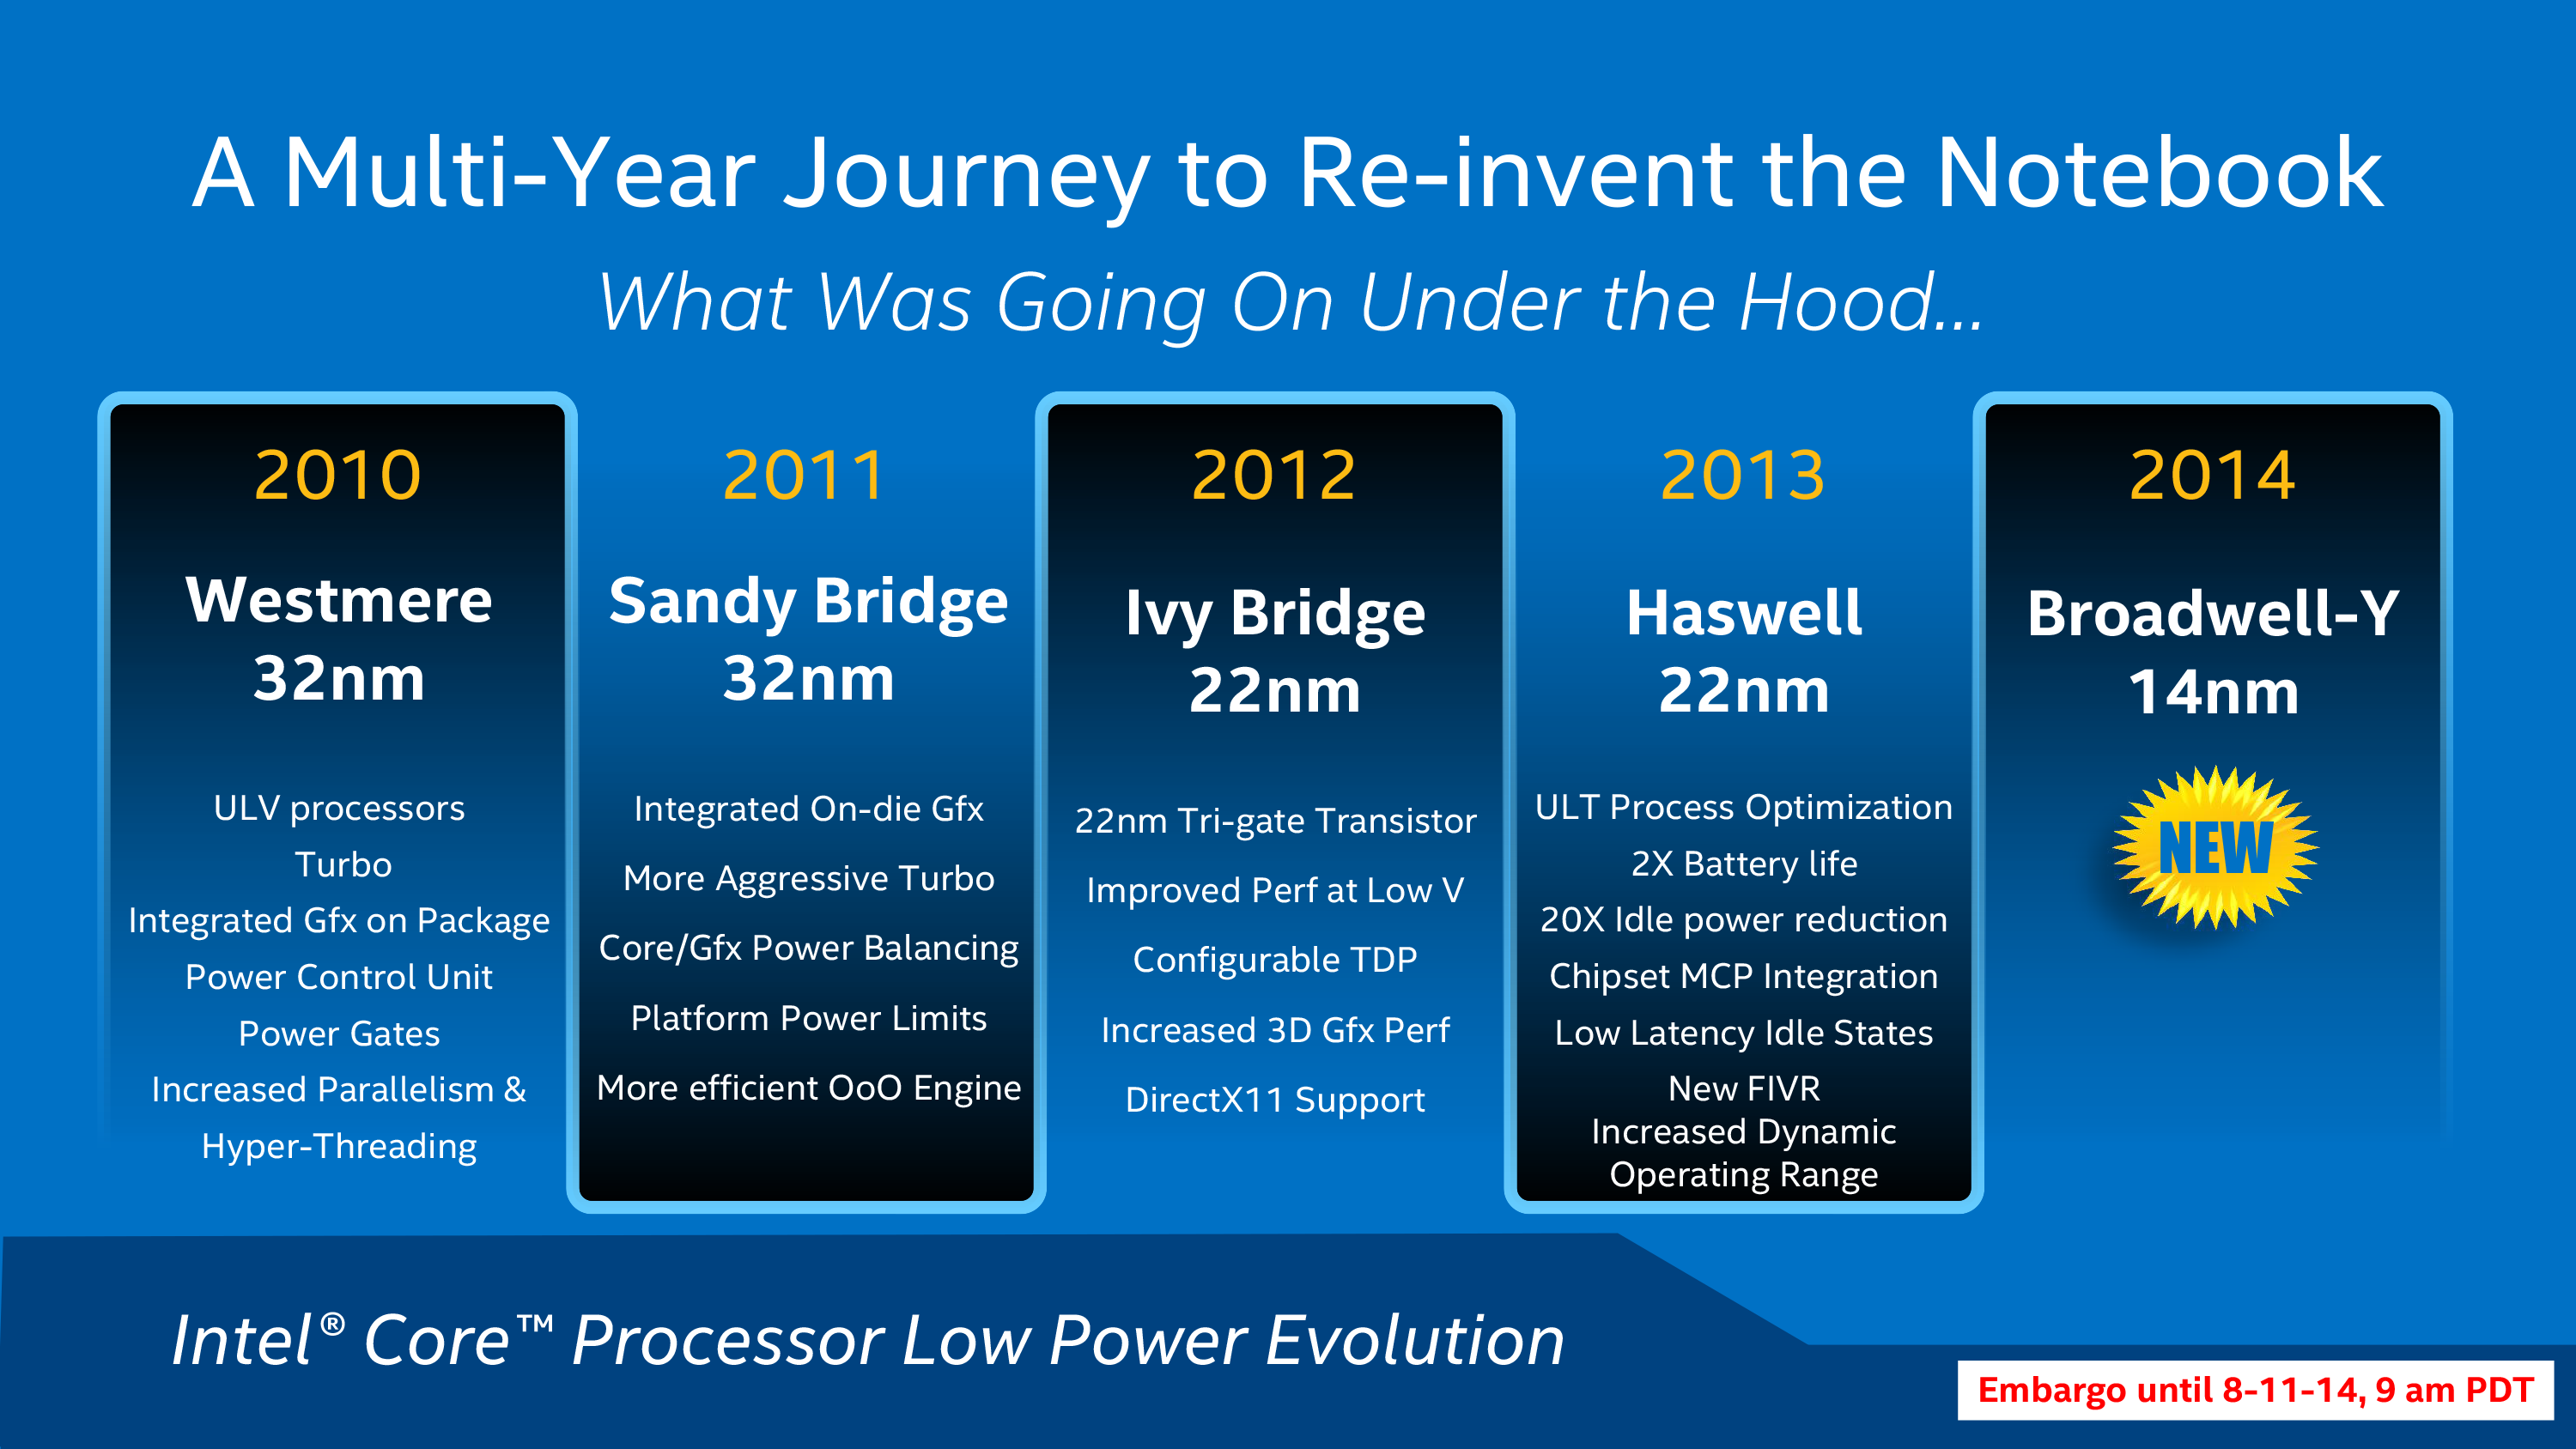 A Multi-Year Journey to Re-invent the Notebook
What Was Going On Under the Hood...
2010
Westmere
32nm
ULV processors
Turbo
Integrated Gfx on Package
Power Control Unit
Power Gates
Increased Parallelism &
Hyper-Threading
2011
Sandy Bridge
32nm
Integrated On-die Gfx
More Aggressive Turbo
Core/Gfx Power Balancing
Platform Power Limits
More efficient OoO Engine
2012
Ivy Bridge
22nm
22nm Tri-gate Transistor
Improved Perf at Low V
Configurable TDP
Increased 3D Gfx Perf
DirectX11 Support
2013
Haswell
22nm
ULT Process Optimization
2X Battery life
20X Idle power reduction
Chipset MCP Integration
Low Latency Idle States
New FIVR
Increased Dynamic
Operating Range
2014
Broadwell-Y
14nm
NEW
Intel® Core™ Processor Low Power Evolution
Embargo until 8-11-14, 9 am PDT